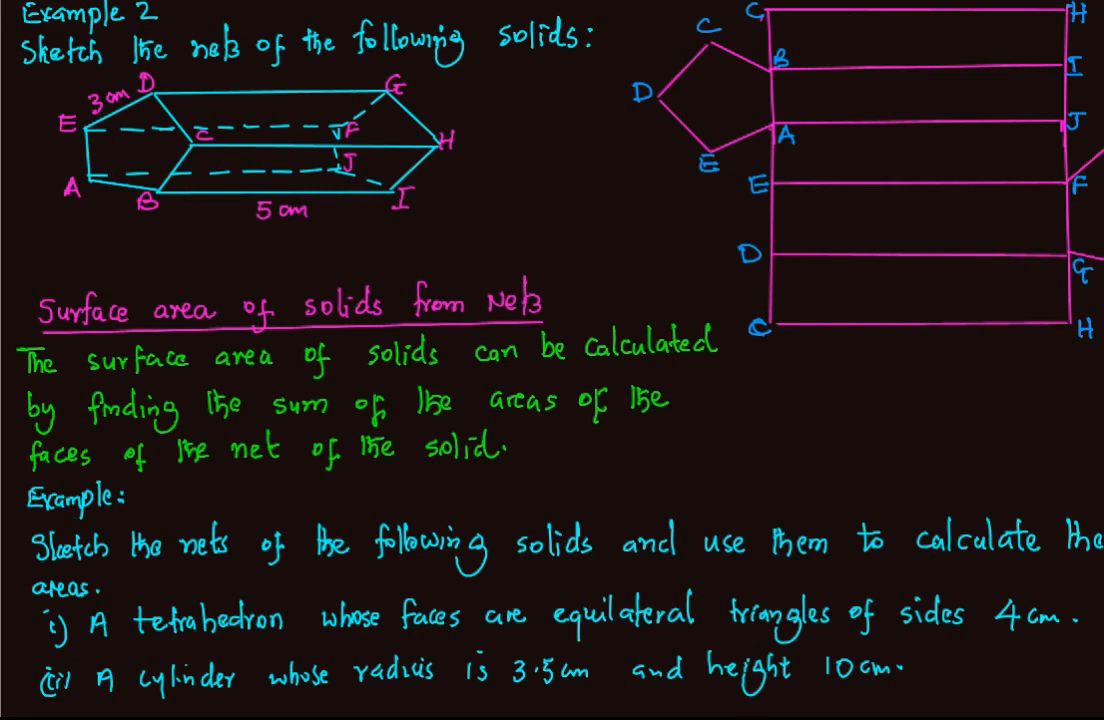 Example 2
Sketch the nets of the following solids:
3 cm D G
E C F H
A J
B 5 cm I
C H
C B I
D A J
E E F
D G
C H
Surface area of solids from Nets
The surface area of solids can be calculated
by finding the sum of the areas of the
faces of the net of the solid.
Example:
Sketch the nets of the following solids and use them to calculate the
areas.
i) A tetrahedron whose faces are equilateral triangles of sides 4 cm.
(ii) A cylinder whose radius is 3.5 cm and height 10 cm.